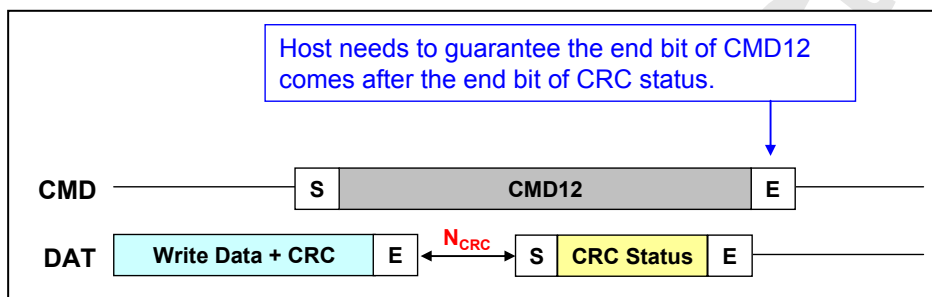 Host needs to guarantee the end bit of CMD12
comes after the end bit of CRC status.
CMD S CMD12 E
N_CRC
DAT Write Data + CRC E S CRC Status E